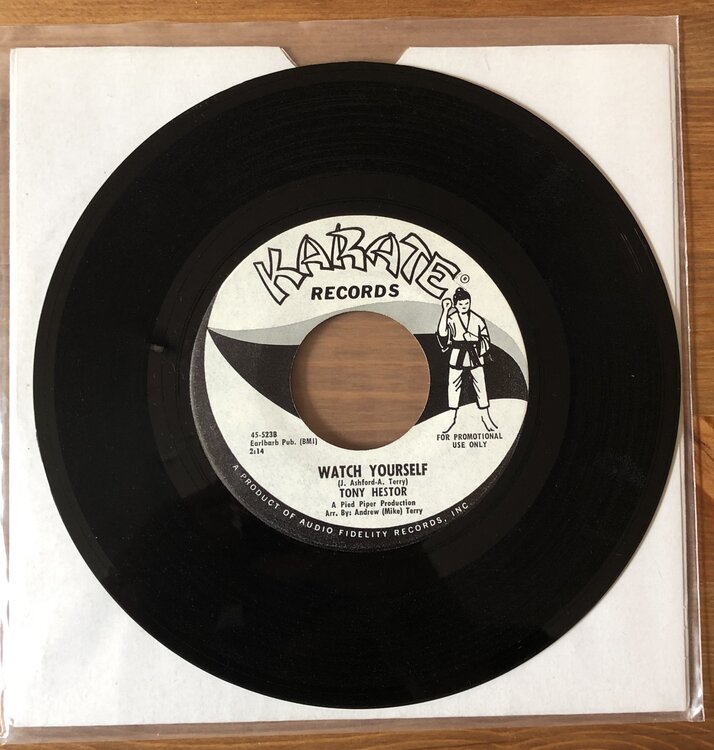 KARATE
RECORDS
45-523B
Earlbarb Pub. (BMI)
2:14
FOR PROMOTIONAL
USE ONLY
WATCH YOURSELF
(J. Ashford-A. Terry)
TONY HESTOR
A Pied Piper Production
Arr. By: Andrew (Mike) Terry
A PRODUCT OF AUDIO FIDELITY RECORDS, INC.